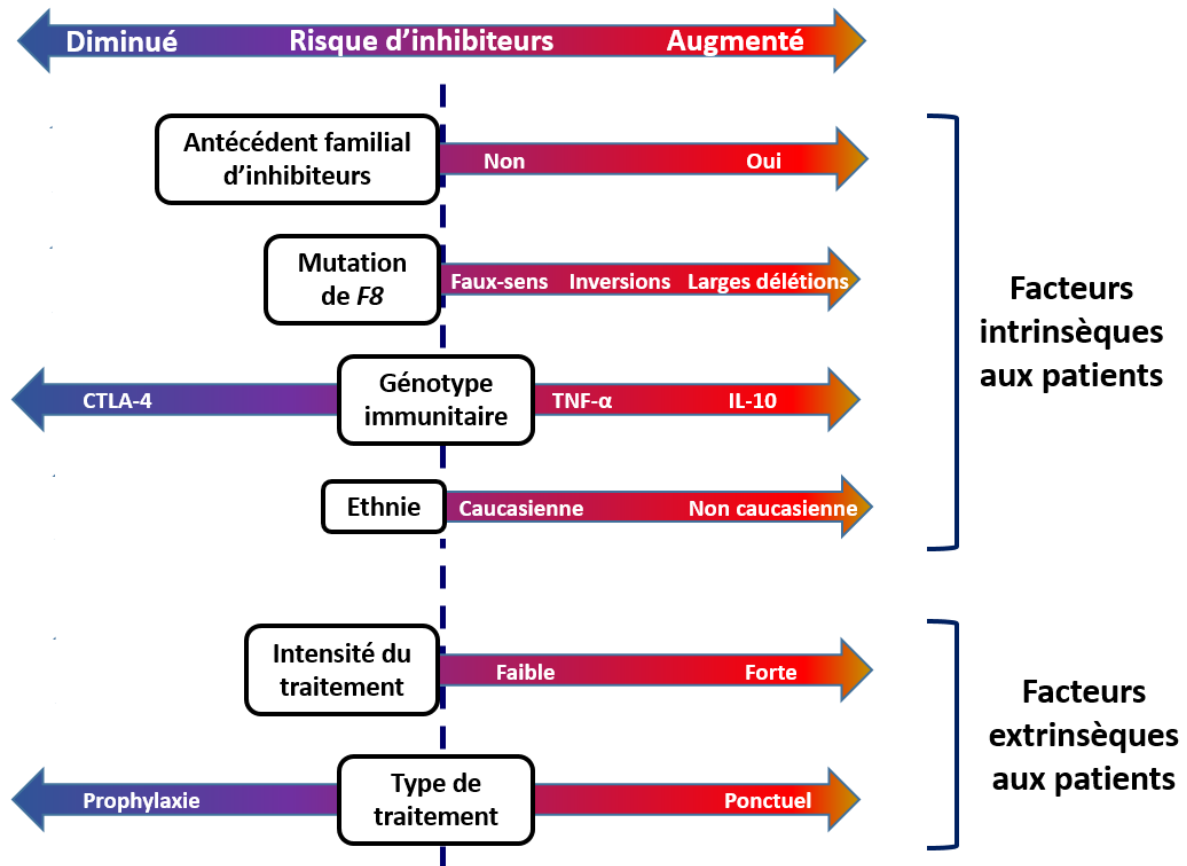 Diminué Risque d’inhibiteurs Augmenté
Antécédent familial
d’inhibiteurs
Non Oui
Mutation
de F8
Faux-sens Inversions Larges délétions
Facteurs
intrinsèques
aux patients
CTLA-4
Génotype
immunitaire
TNF-α IL-10
Ethnie
Caucasienne Non caucasienne
Intensité du
traitement
Faible Forte
Facteurs
extrinsèques
aux patients
Prophylaxie
Type de
traitement
Ponctuel